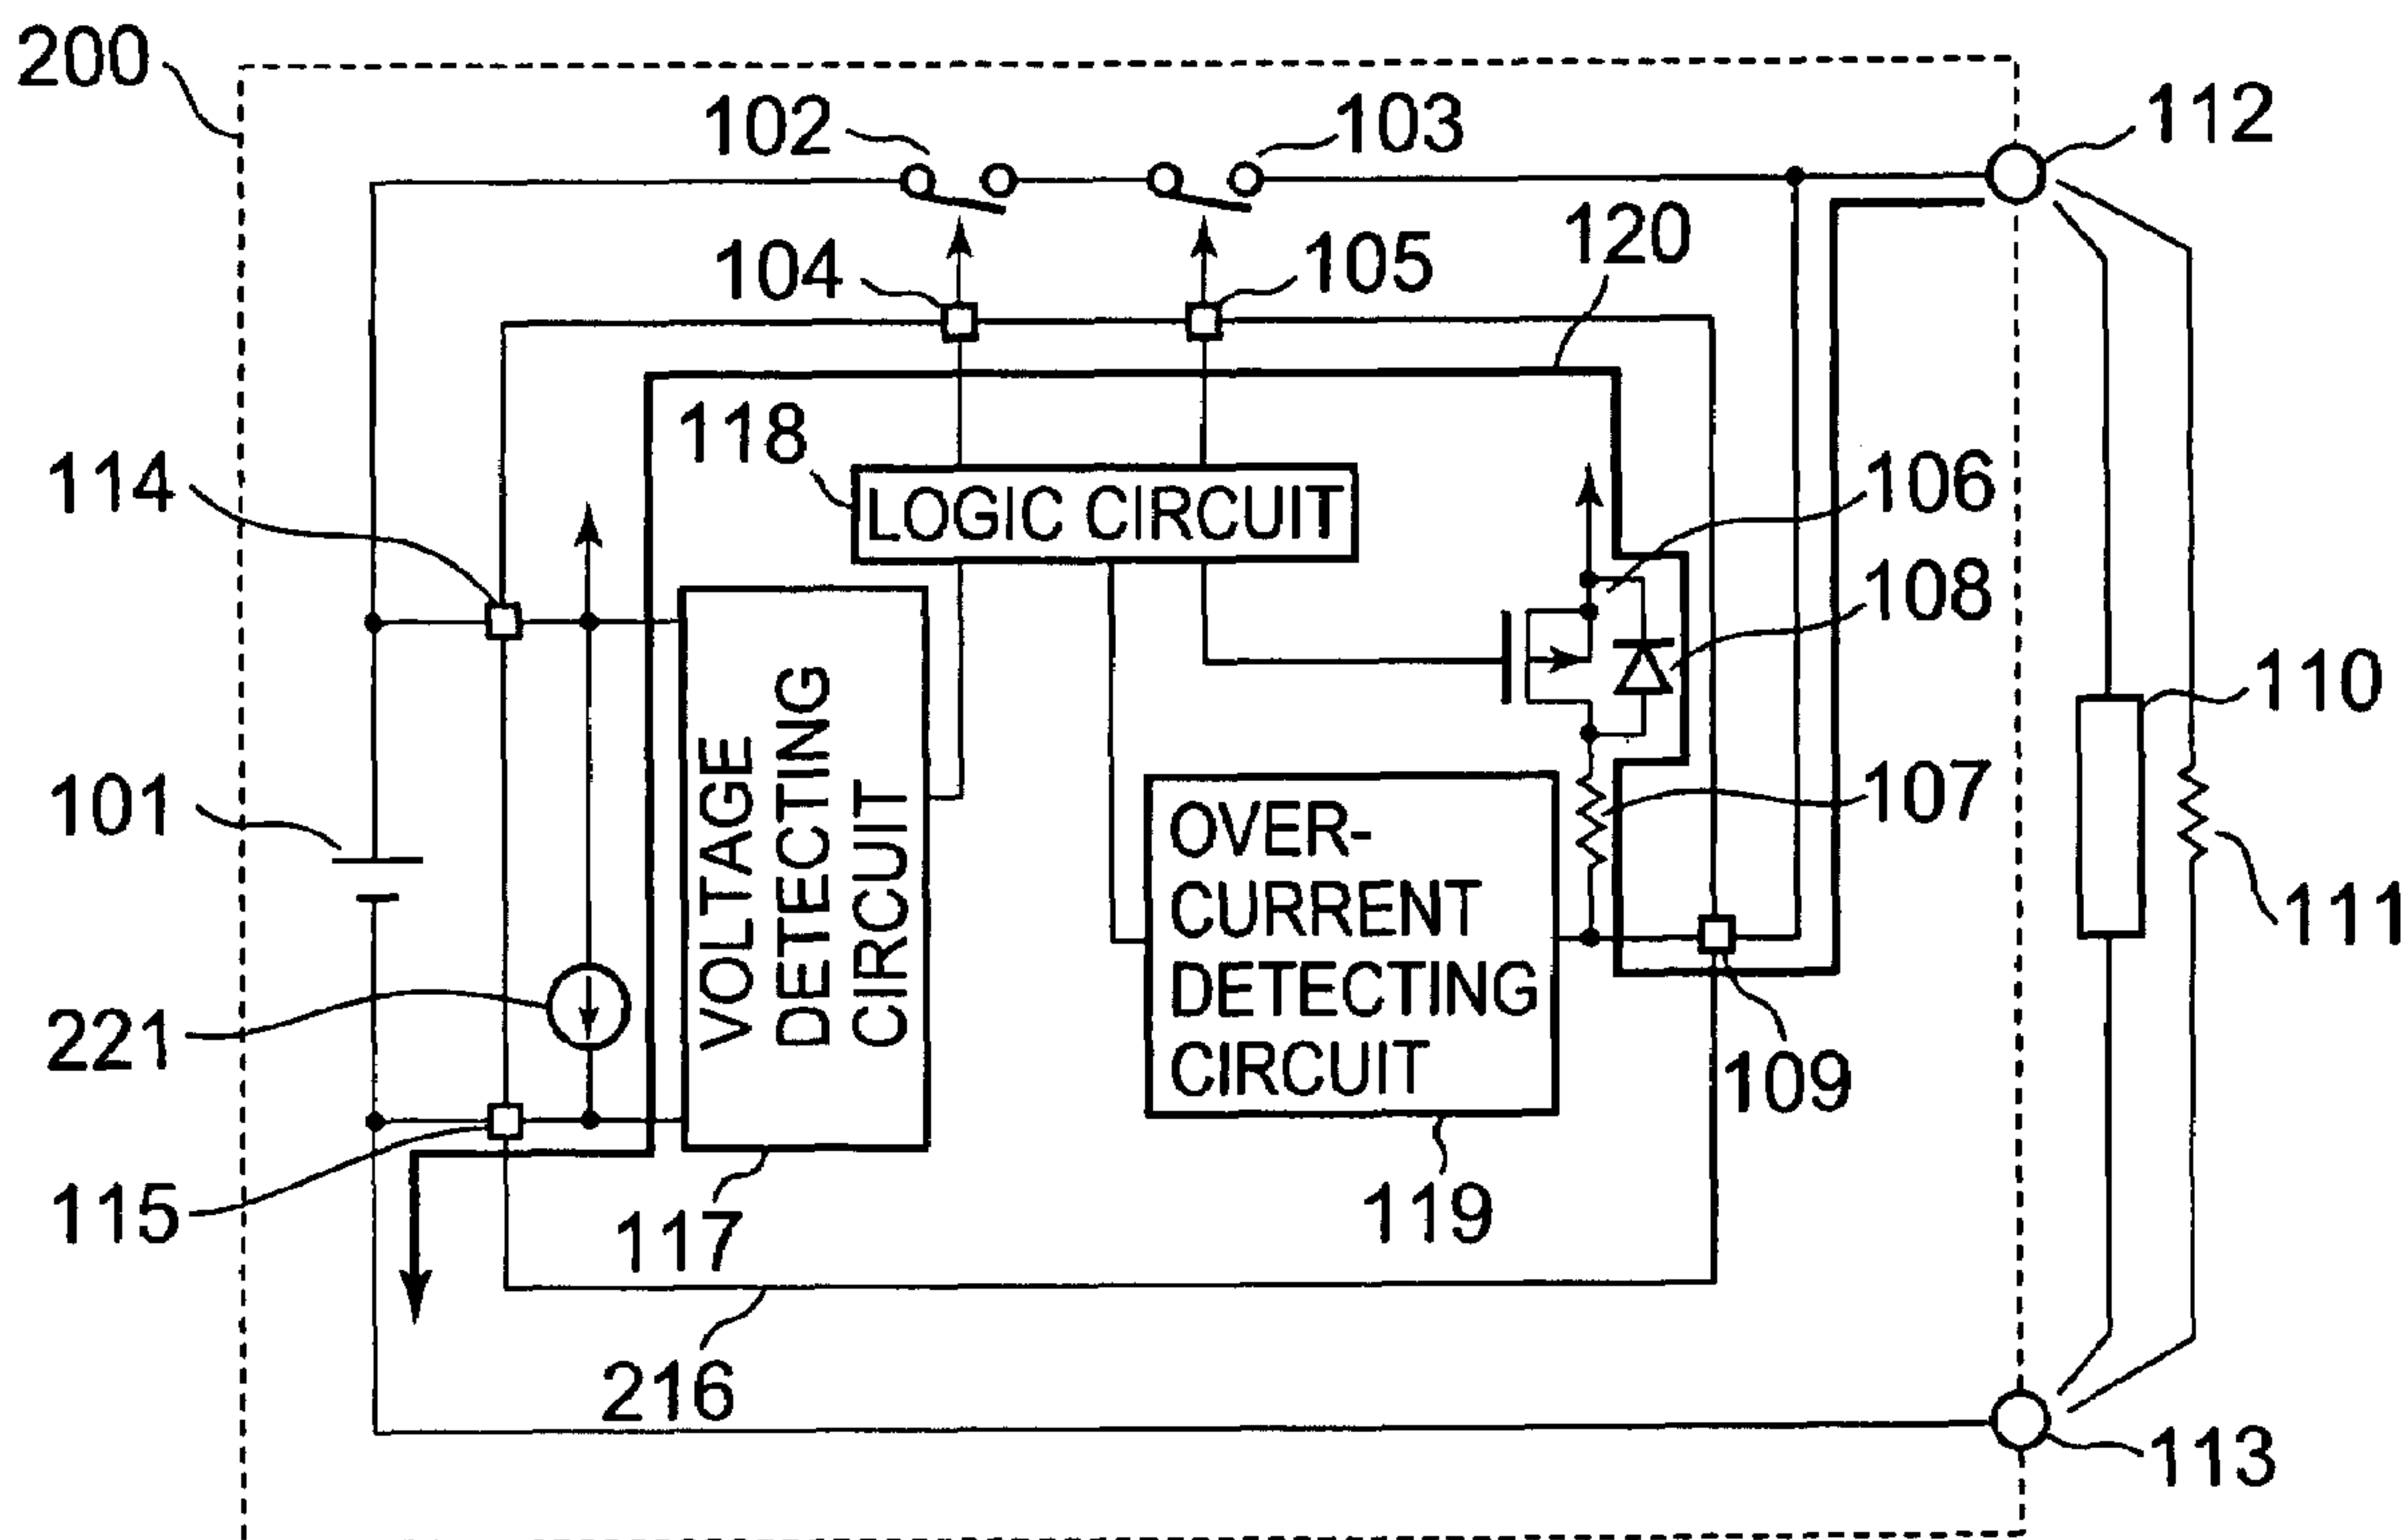 200
102
103
112
104
105
120
118
114
LOGIC CIRCUIT
106
108
110
101
VOLTAGE
DETECTING
CIRCUIT
107
OVER-
CURRENT
DETECTING
CIRCUIT
111
221
109
115
117
119
216
113